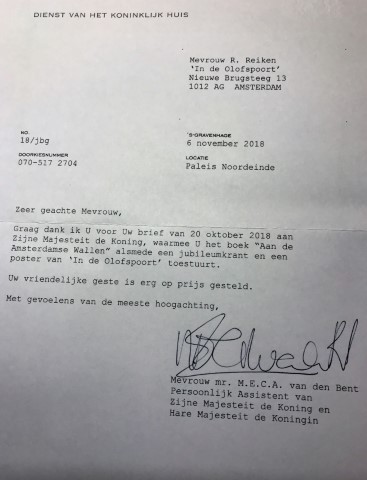 DIENST VAN HET KONINKLIJK HUIS
Mevrouw R. Reiken
'In de Olofspoort'
Nieuwe Brugsteeg 13
1012 AG AMSTERDAM
NO.
18/jbg
'S-GRAVENHAGE
6 november 2018
DOORKIESNUMMER
070-517 2704
LOCATIE
Paleis Noordeinde
Zeer geachte Mevrouw,
Graag dank ik U voor Uw brief van 20 oktober 2018 aan
Zijne Majesteit de Koning, waarmee U het boek "Aan de
Amsterdamse Wallen" alsmede een jubileumkrant en een
poster van 'In de Olofspoort' toestuurt.
Uw vriendelijke geste is erg op prijs gesteld.
Met gevoelens van de meeste hoogachting,
Mevrouw mr. M.E.C.A. van den Bent
Persoonlijk Assistent van
Zijne Majesteit de Koning en
Hare Majesteit de Koningin